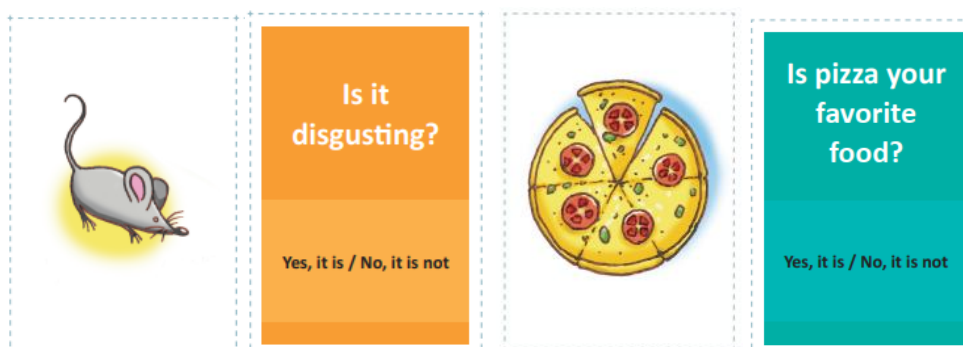 Is it
disgusting?
Yes, it is / No, it is not
Is pizza your
favorite
food?
Yes, it is / No, it is not